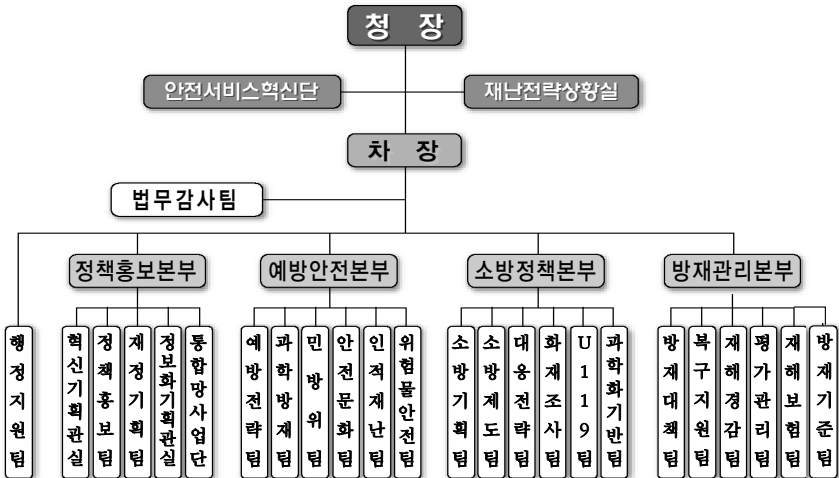 청 장
안전서비스혁신단
재난전략상황실
차 장
법무감사팀
정책홍보본부
예방안전본부
소방정책본부
방재관리본부
행정지원팀
혁신기획관실
정책홍보팀
재정기획팀
정보화기획관실
통합망사업단
예방전략팀
과학방재팀
민방위팀
안전문화팀
인적재난팀
위험물안전팀
소방기획팀
소방제도팀
대응전략팀
화재조사팀
U119팀
과학화기반팀
방재대책팀
복구지원팀
재해경감팀
평가관리팀
재해보험팀
방재기준팀